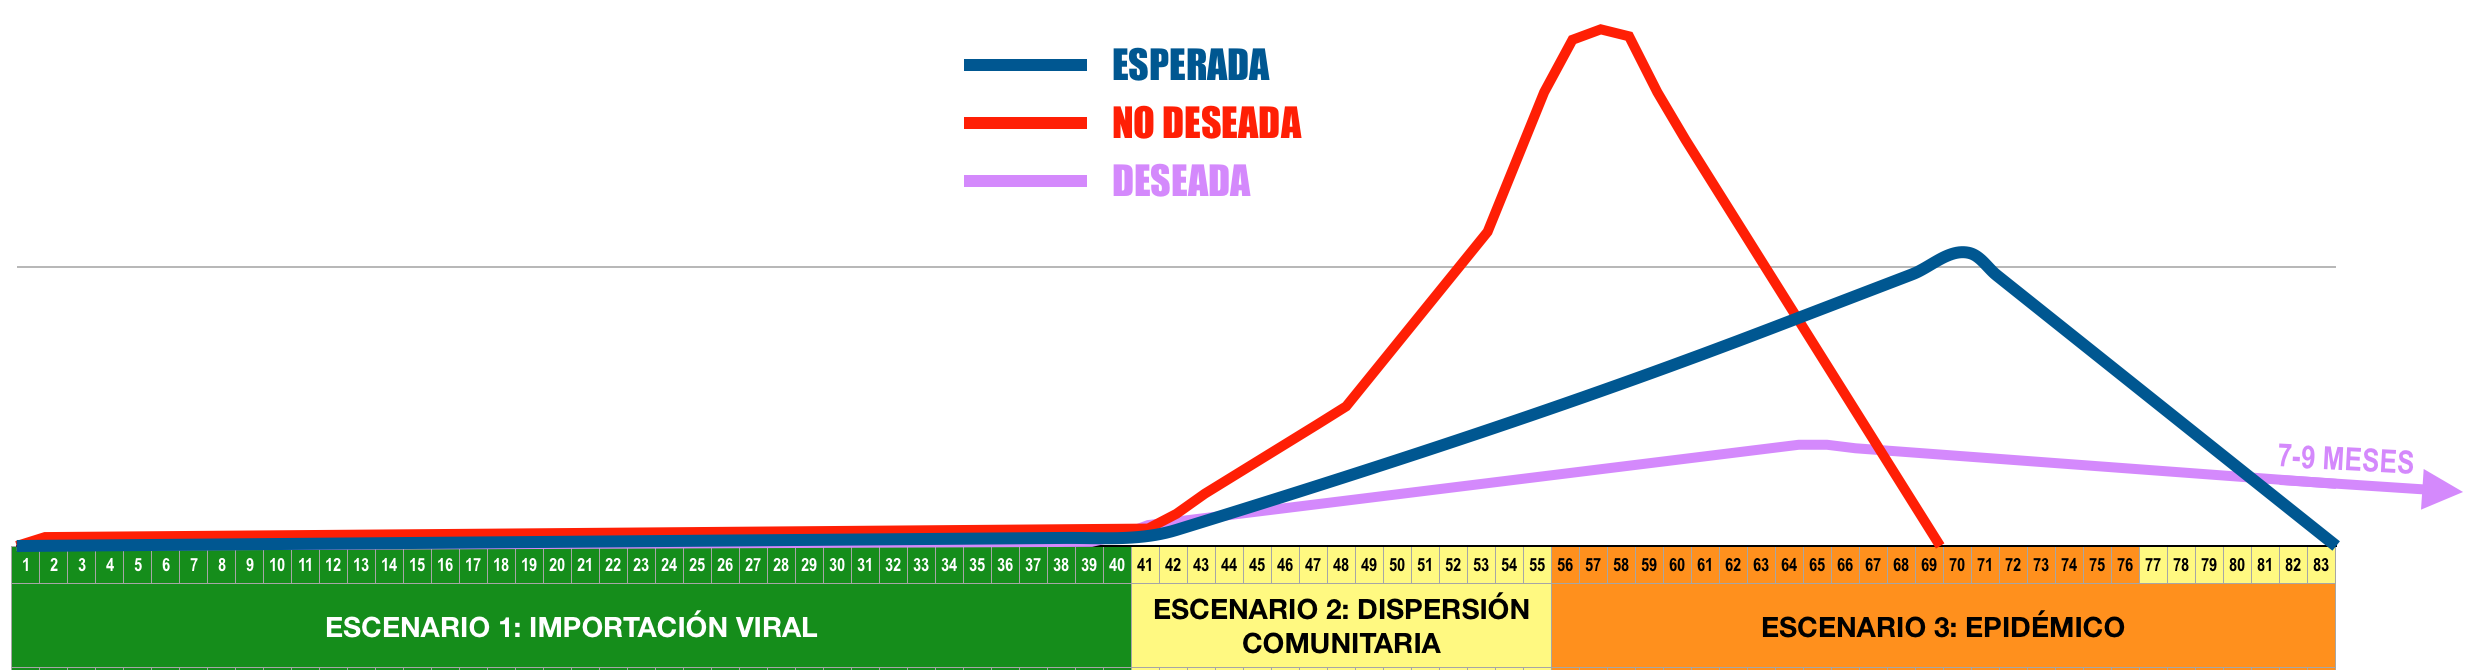 ESPERADA
NO DESEADA
DESEADA
7-9 MESES
1 2 3 4 5 6 7 8 9 10 11 12 13 14 15 16 17 18 19 20 21 22 23 24 25 26 27 28 29 30 31 32 33 34 35 36 37 38 39 40 41 42 43 44 45 46 47 48 49 50 51 52 53 54 55 56 57 58 59 60 61 62 63 64 65 66 67 68 69 70 71 72 73 74 75 76 77 78 79 80 81 82 83
ESCENARIO 1: IMPORTACIÓN VIRAL
ESCENARIO 2: DISPERSIÓN
COMUNITARIA
ESCENARIO 3: EPIDÉMICO